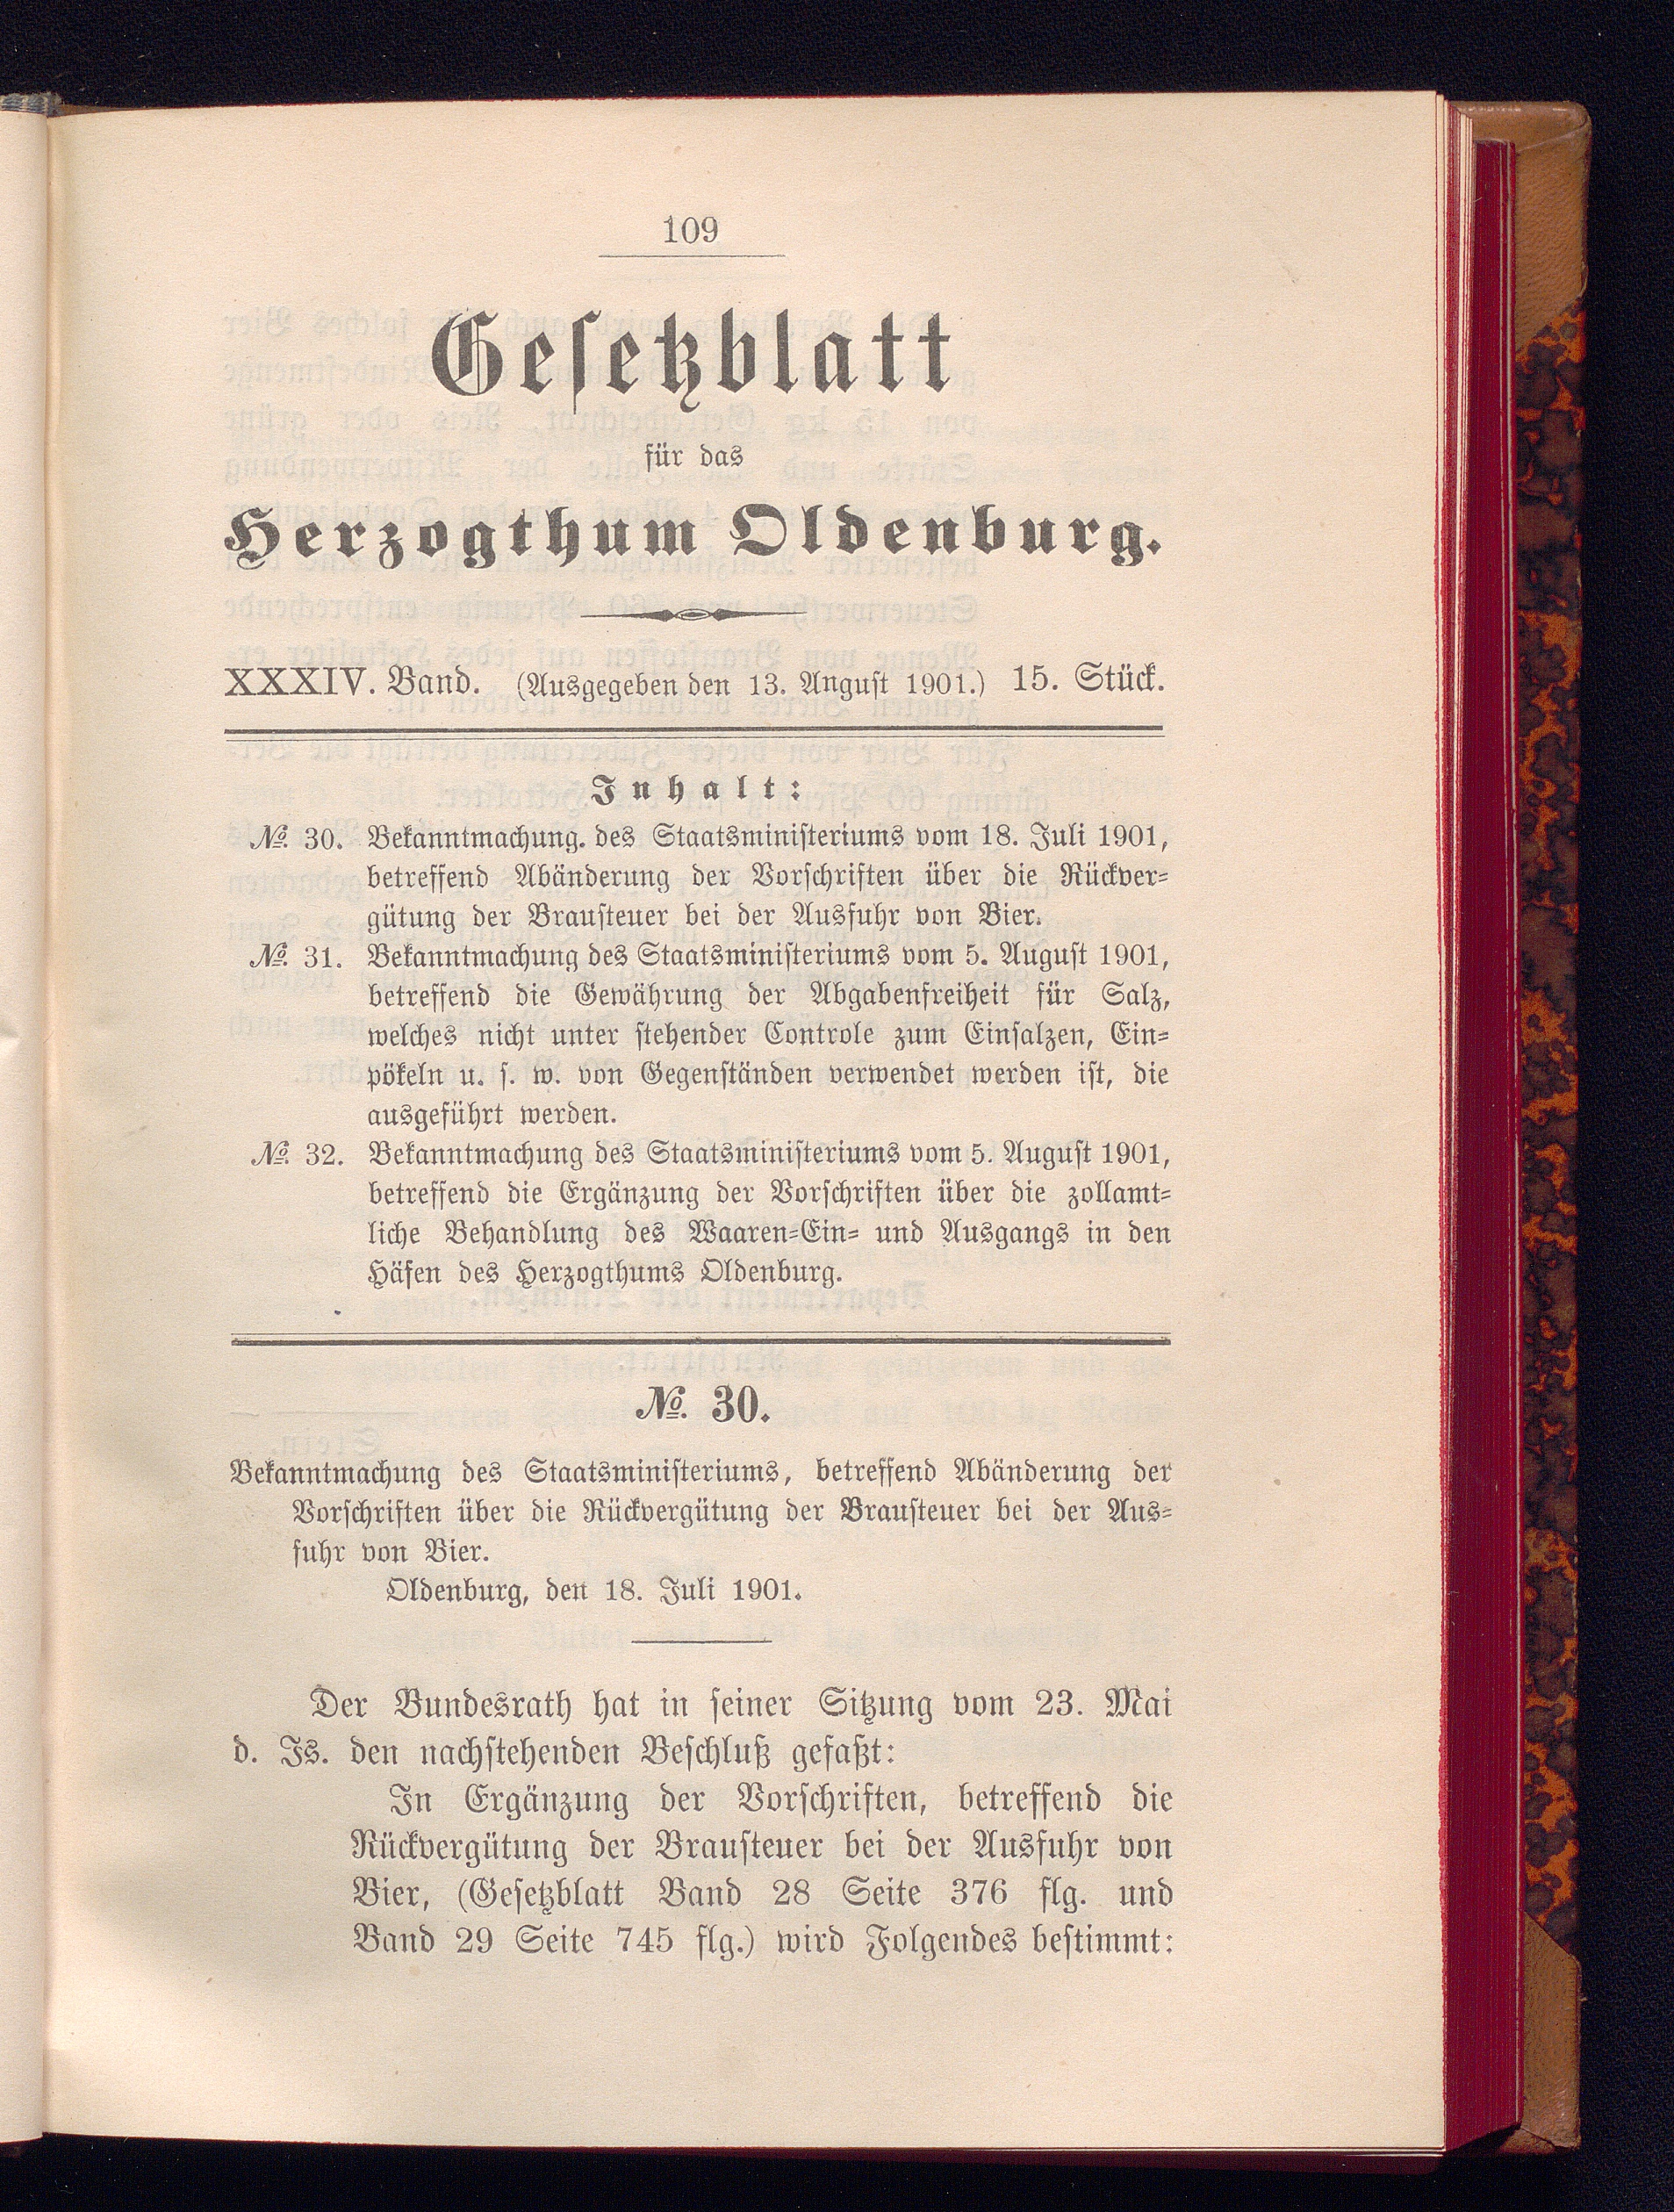 109
Gesetzblatt
für das
Herzogthum Oldenburg.
XXXIV. Band. (Ausgegeben den 13. August 1901.) 15. Stück.
Inhalt:
№. 30. Bekanntmachung. des Staatsministeriums vom 18. Juli 1901,
betreffend Abänderung der Vorschriften über die Rückver-
gütung der Brausteuer bei der Ausfuhr von Bier.
№. 31. Bekanntmachung des Staatsministeriums vom 5. August 1901,
betreffend die Gewährung der Abgabenfreiheit für Salz,
welches nicht unter stehender Controle zum Einsalzen, Ein-
pökeln u. s. w. von Gegenständen verwendet werden ist, die
ausgeführt werden.
№. 32. Bekanntmachung des Staatsministeriums vom 5. August 1901,
betreffend die Ergänzung der Vorschriften über die zollamt-
liche Behandlung des Waaren-Ein- und Ausgangs in den
Häfen des Herzogthums Oldenburg.
№. 30.
Bekanntmachung des Staatsministeriums, betreffend Abänderung der
Vorschriften über die Rückvergütung der Brausteuer bei der Aus-
fuhr von Bier.
Oldenburg, den 18. Juli 1901.
Der Bundesrath hat in seiner Sitzung vom 23. Mai
d. Js. den nachstehenden Beschluß gefaßt:
In Ergänzung der Vorschriften, betreffend die
Rückvergütung der Brausteuer bei der Ausfuhr von
Bier, (Gesetzblatt Band 28 Seite 376 flg. und
Band 29 Seite 745 flg.) wird Folgendes bestimmt: